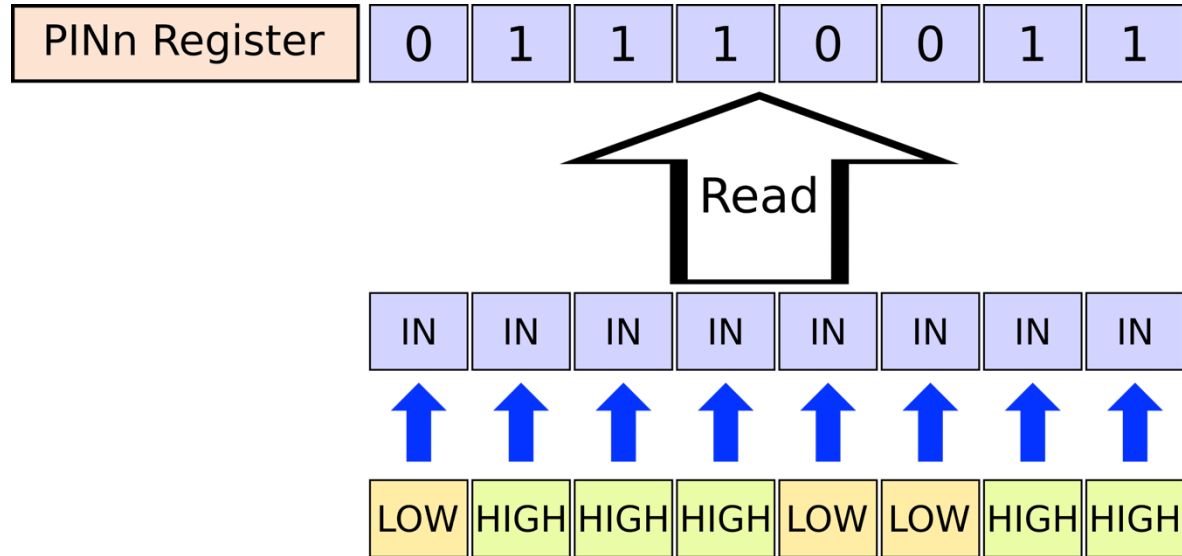 PINn Register 0 1 1 1 0 0 1 1
Read
IN IN IN IN IN IN IN IN
LOW HIGH HIGH HIGH LOW LOW HIGH HIGH